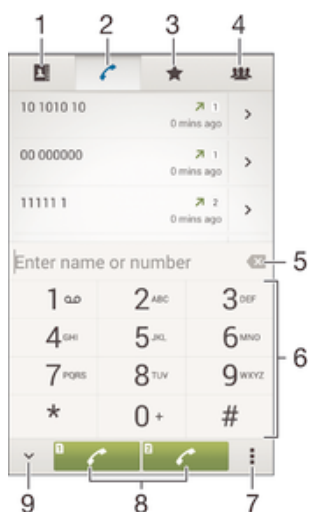 1 2 3 4
10 1010 10 1
0 mins ago
00 000000 1
0 mins ago
11111 1 2
0 mins ago
Enter name or number 5
1 2 ABC 3 DEF
4 GHI 5 JKL 6 MNO
6
7 PQRS 8 TUV 9 WXYZ
* 0 + #
1 2
9 8 7